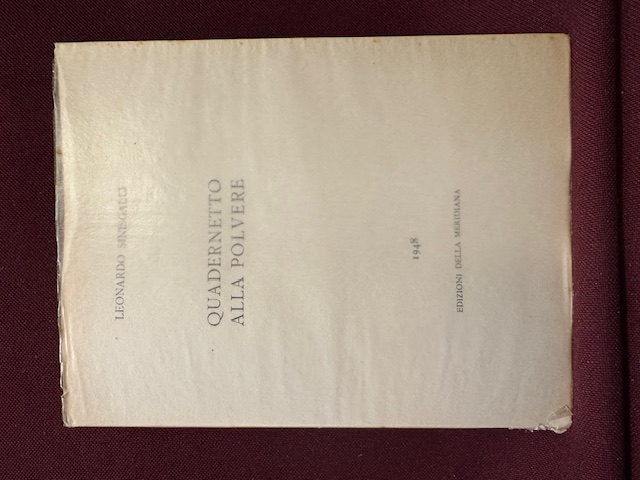 LEONARDO SINISGALLI
QUADERNETTO
ALLA POLVERE
1948
EDIZIONI DELLA MERIDIANA